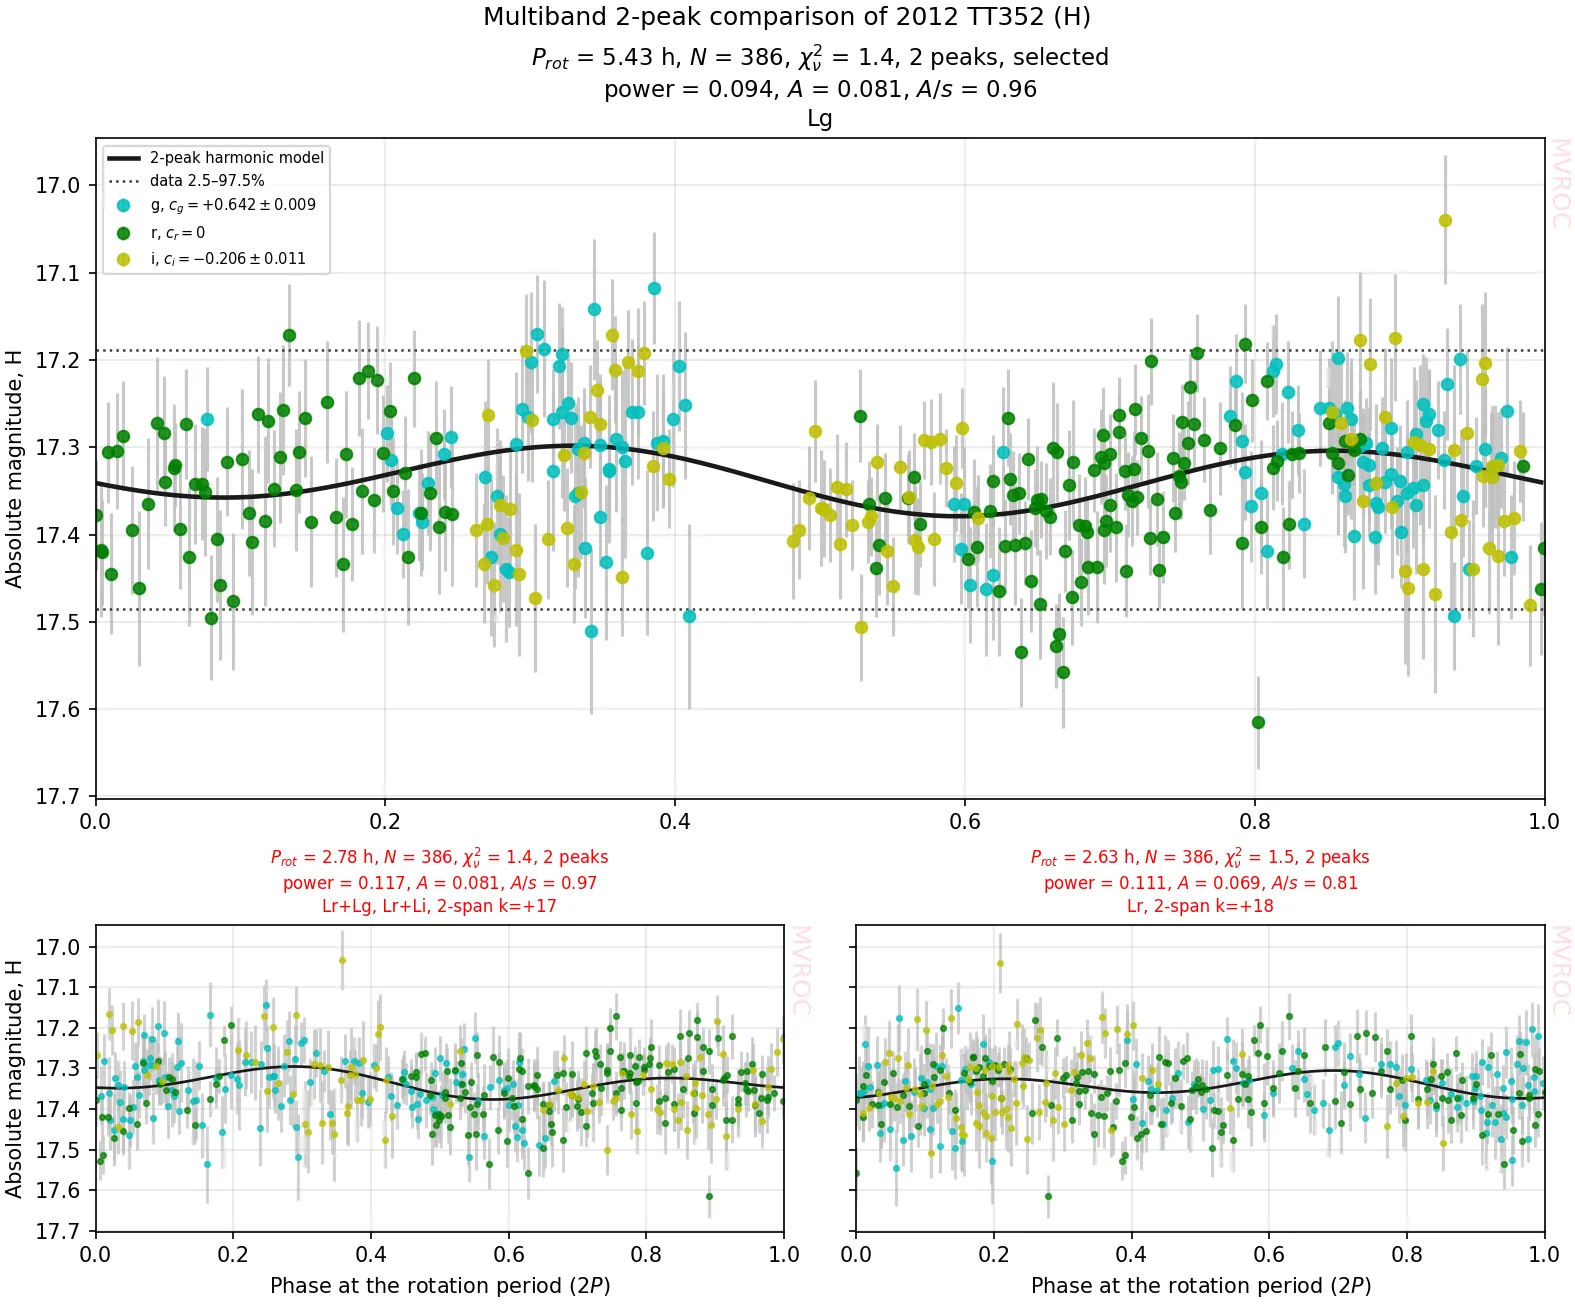 Multiband 2-peak comparison of 2012 TT352 (H)
P_rot = 5.43 h, N = 386, χ²_ν = 1.4, 2 peaks, selected
power = 0.094, A = 0.081, A/s = 0.96
Lg
2-peak harmonic model
data 2.5–97.5%
g, c_g = +0.642 ± 0.009
r, c_r = 0
i, c_i = −0.206 ± 0.011
MVROC
Absolute magnitude, H
17.0
17.1
17.2
17.3
17.4
17.5
17.6
17.7
0.0 0.2 0.4 0.6 0.8 1.0
P_rot = 2.78 h, N = 386, χ²_ν = 1.4, 2 peaks
power = 0.117, A = 0.081, A/s = 0.97
Lr+Lg, Lr+Li, 2-span k=+17
MVROC
Absolute magnitude, H
17.0
17.1
17.2
17.3
17.4
17.5
17.6
17.7
0.0 0.2 0.4 0.6 0.8 1.0
Phase at the rotation period (2P)
P_rot = 2.63 h, N = 386, χ²_ν = 1.5, 2 peaks
power = 0.111, A = 0.069, A/s = 0.81
Lr, 2-span k=+18
MVROC
0.0 0.2 0.4 0.6 0.8 1.0
Phase at the rotation period (2P)